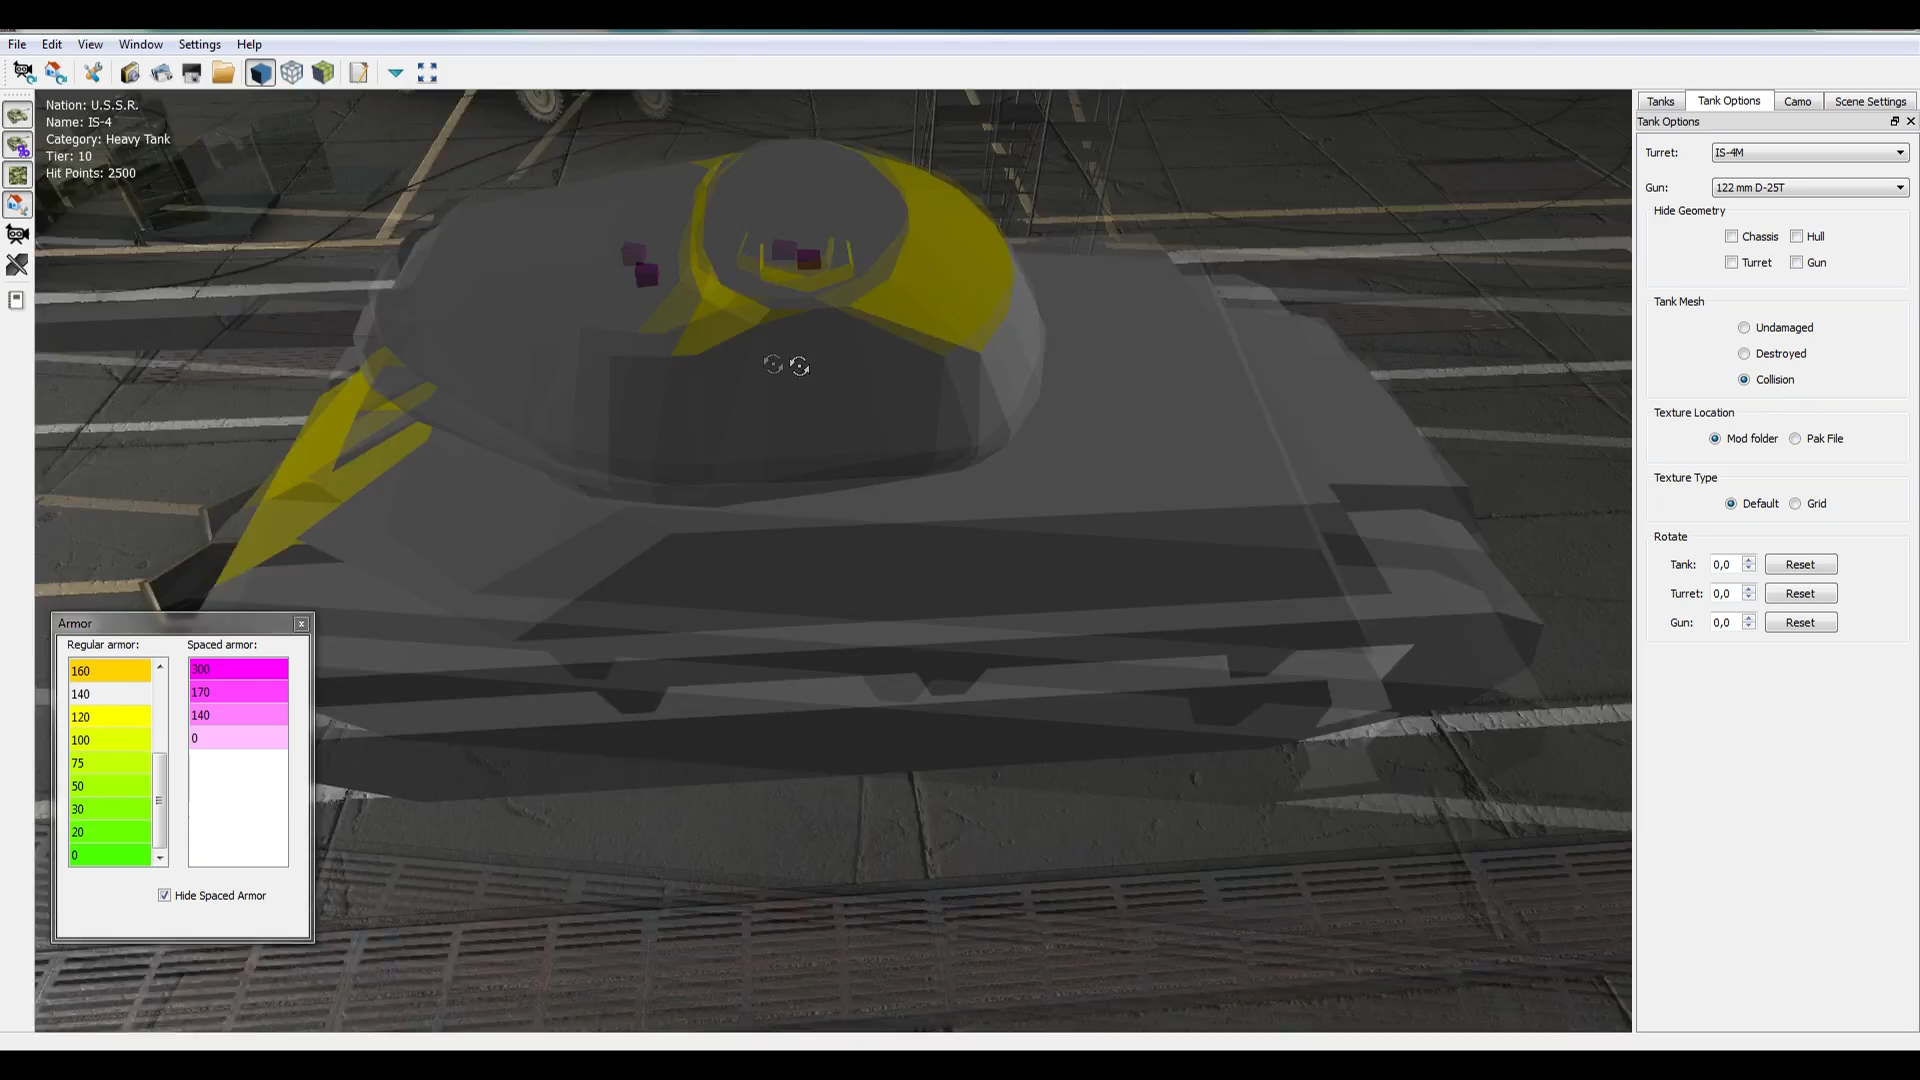 File Edit View Window Settings Help
Nation: U.S.S.R.
Name: IS-4
Category: Heavy Tank
Tier: 10
Hit Points: 2500
Tanks Tank Options Camo Scene Settings
Tank Options
Turret: IS-4M
Gun: 122 mm D-25T
Hide Geometry
Chassis Hull
Turret Gun
Tank Mesh
Undamaged
Destroyed
Collision
Texture Location
Mod folder Pak File
Texture Type
Default Grid
Rotate
Tank: 0,0 Reset
Turret: 0,0 Reset
Gun: 0,0 Reset
Armor x
Regular armor: Spaced armor:
160 300
140 170
120 140
100 0
75
50
30
20
0
Hide Spaced Armor